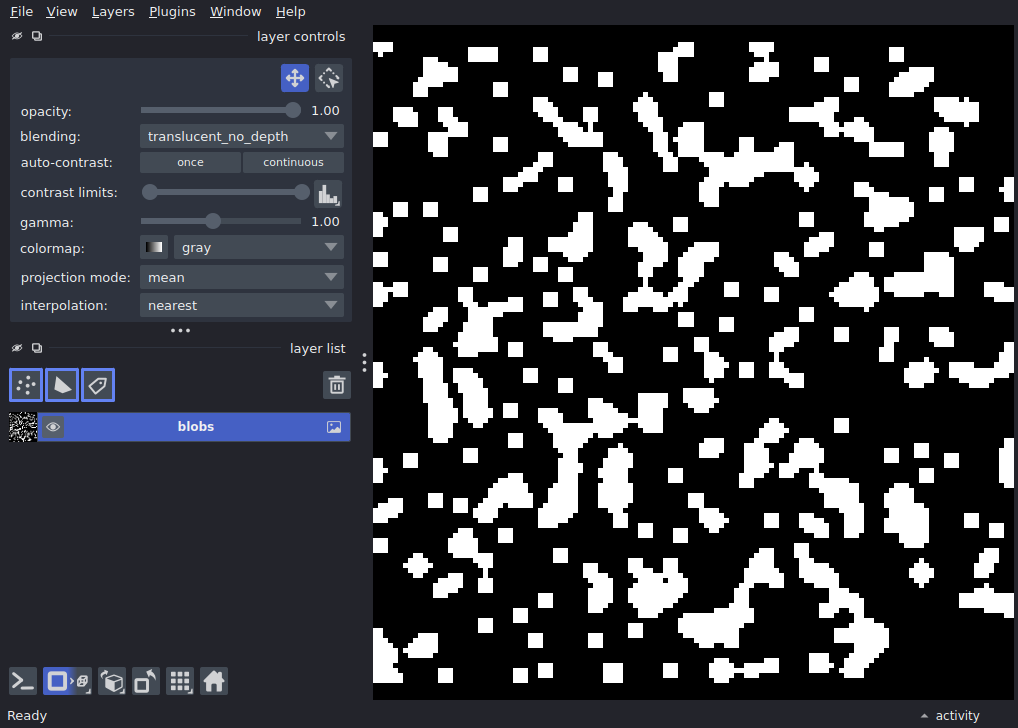 File View Layers Plugins Window Help
layer controls
opacity: 1.00
blending: translucent_no_depth
auto-contrast: once continuous
contrast limits:
gamma: 1.00
colormap: gray
projection mode: mean
interpolation: nearest
layer list
blobs
Ready
activity